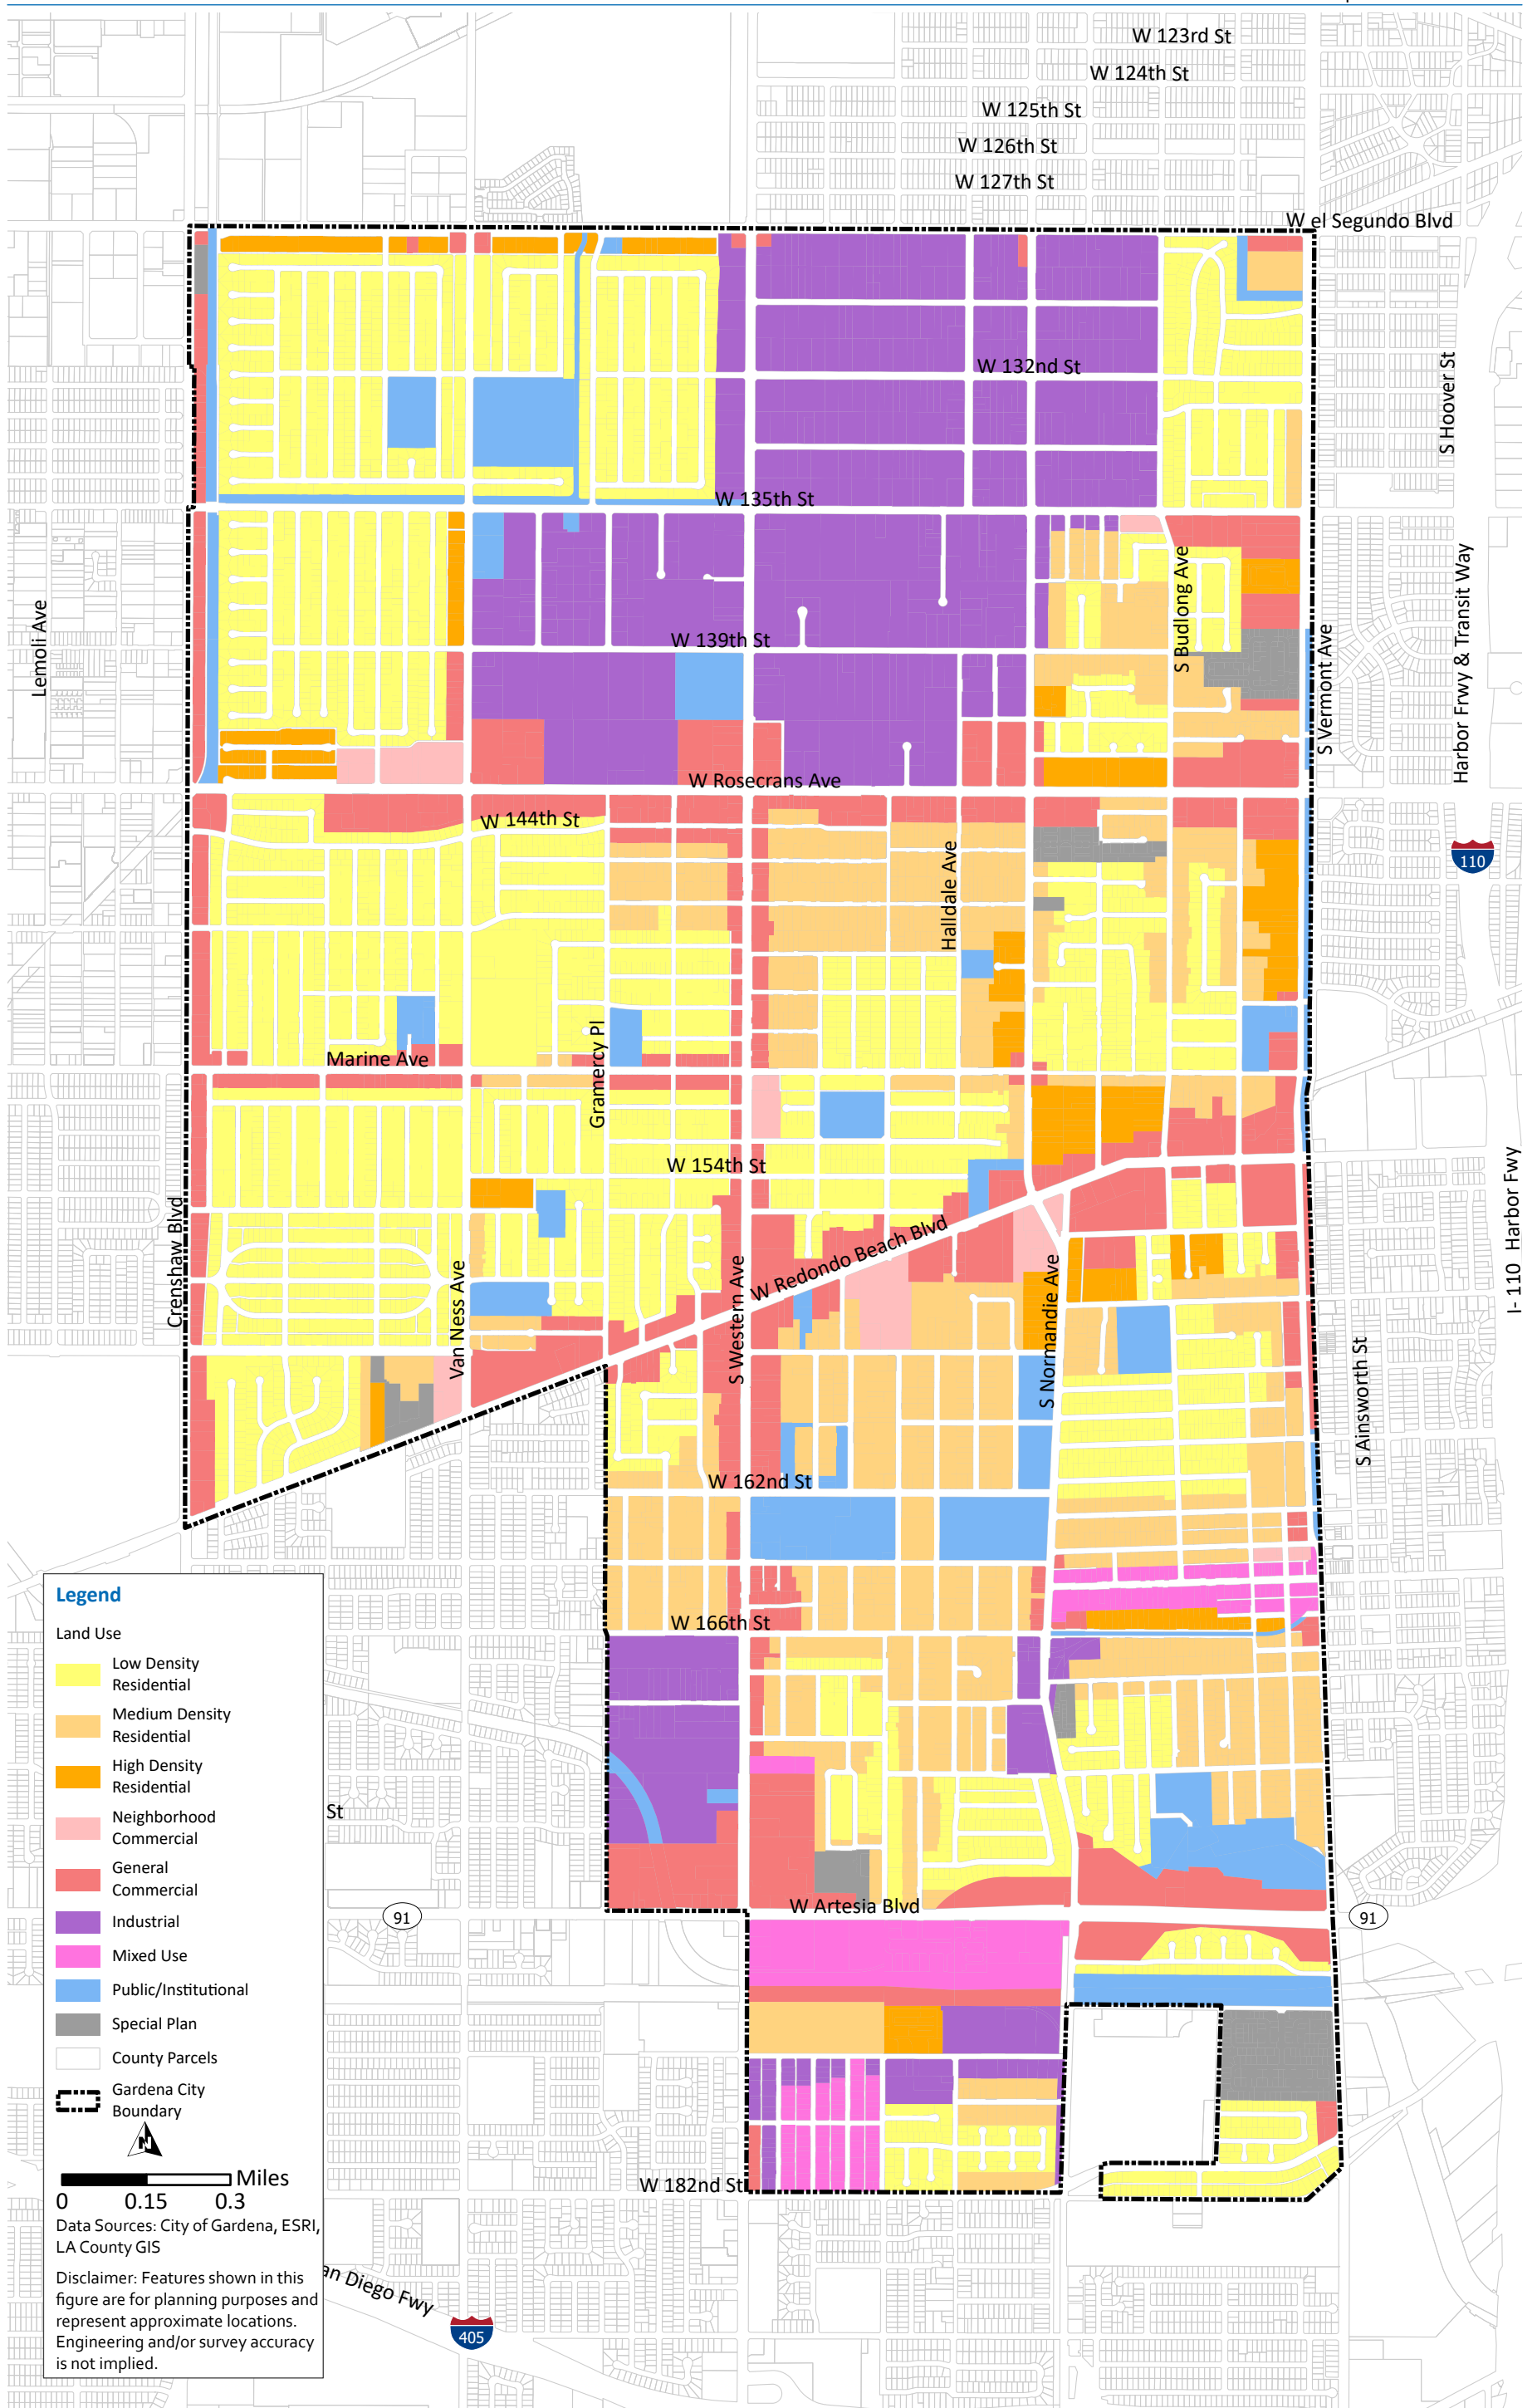 W 123rd St
W 124th St
W 125th St
W 126th St
W 127th St
W el Segundo Blvd
W 132nd St
S Hoover St
W 135th St
Lemoli Ave
S Budlong Ave
Harbor Frwy & Transit Way
W 139th St
S Vermont Ave
W Rosecrans Ave
W 144th St
110
Halldale Ave
Marine Ave
Gramercy Pl
W 154th St
I-110 Harbor Fwy
Crenshaw Blvd
W Redondo Beach Blvd
Van Ness Ave
S Western Ave
S Normandie Ave
S Ainsworth St
W 162nd St
W 166th St
St
W Artesia Blvd
91
91
W 182nd St
an Diego Fwy
405
Legend
Land Use
Low Density
Residential
Medium Density
Residential
High Density
Residential
Neighborhood
Commercial
General
Commercial
Industrial
Mixed Use
Public/Institutional
Special Plan
County Parcels
Gardena City
Boundary
N
Miles
0 0.15 0.3
Data Sources: City of Gardena, ESRI,
LA County GIS
Disclaimer: Features shown in this
figure are for planning purposes and
represent approximate locations.
Engineering and/or survey accuracy
is not implied.